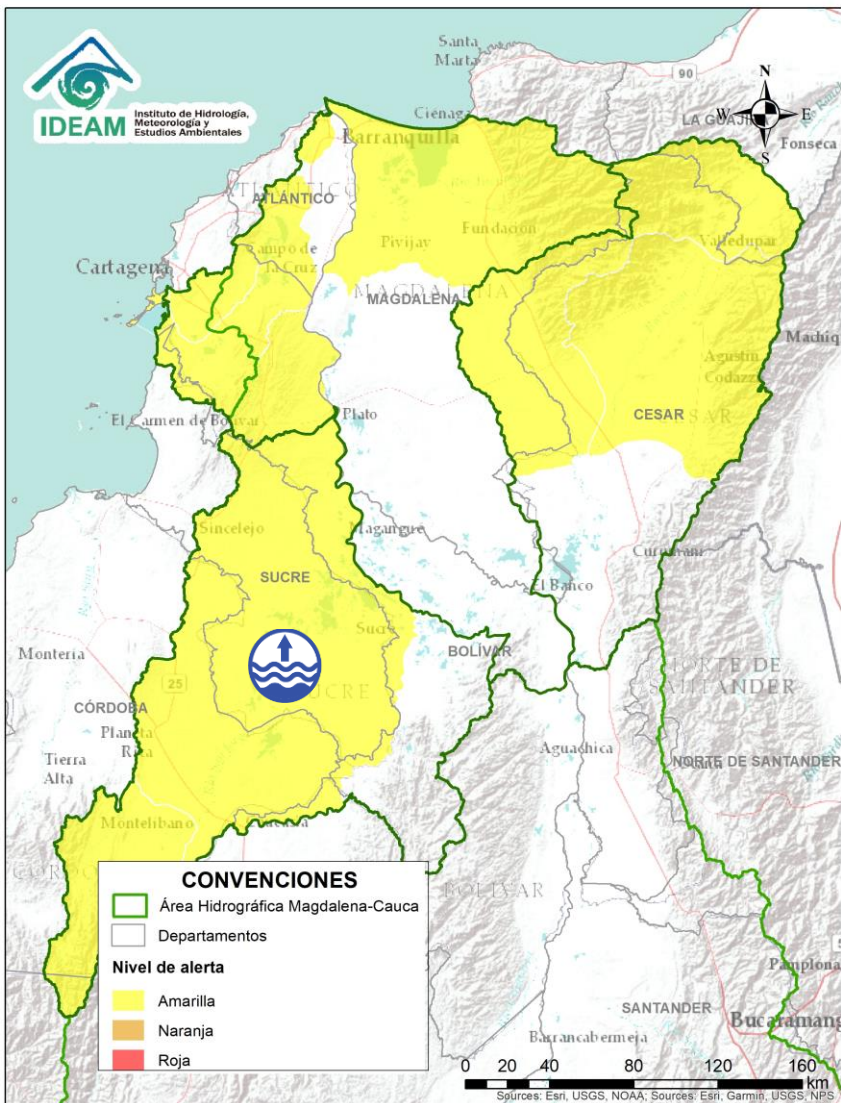 Santa
Marta
90
N
W E
S
LA GUAJIRA
Ciénaga
Fonseca
IDEAM
Instituto de Hidrología,
Meteorología y
Estudios Ambientales
Barranquilla
ATLÁNTICO
Campo de
la Cruz
Pivijay
Fundación
Valledupar
Cartagena
MAGDALENA
Agustín
Codazzi
CESAR
El Carmen de Bolívar
Plato
Sincelejo
Magangue
SUCRE
Curumaní
El Banco
Sucre
BOLÍVAR
Montería
25
SUCRE
NORTE DE
SANTANDER
CÓRDOBA
Planeta
Rica
Tierra
Alta
Aguachica
NORTE DE SANTANDER
Montelíbano
BOLÍVAR
CONVENCIONES
Área Hidrográfica Magdalena-Cauca
Departamentos
Nivel de alerta
Amarilla
Naranja
Roja
Pamplona
SANTANDER
Bucaramang
Barrancabermeja
0 20 40 80 120 160
km
Sources: Esri, USGS, NOAA; Sources: Esri, Garmin, USGS, NPS